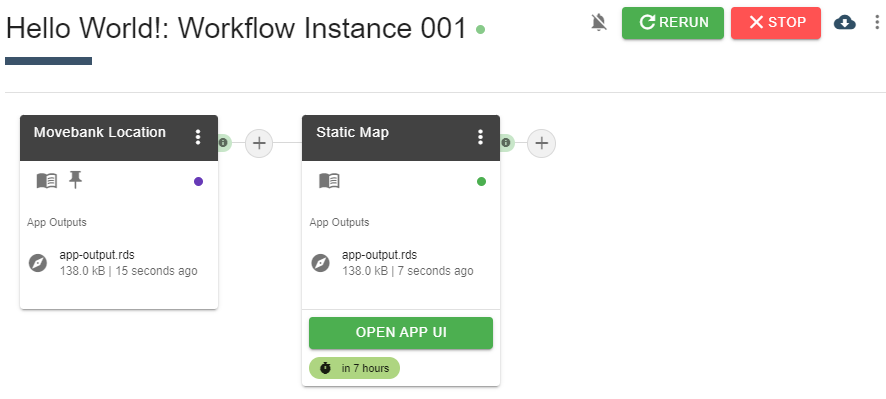 Hello World!: Workflow Instance 001
RERUN
STOP
Movebank Location
App Outputs
app-output.rds
138.0 kB | 15 seconds ago
Static Map
App Outputs
app-output.rds
138.0 kB | 7 seconds ago
OPEN APP UI
in 7 hours